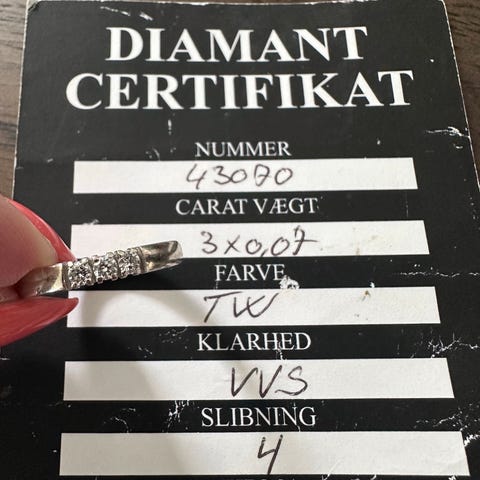 DIAMANT
CERTIFIKAT
NUMMER
43070
CARAT VÆGT
3x0,07
FARVE
TW
KLARHED
VVS
SLIBNING
4